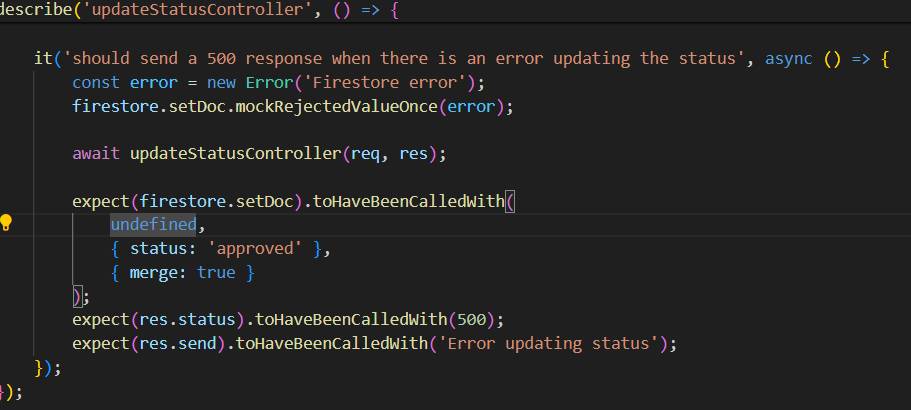 describe('updateStatusController', () => {
it('should send a 500 response when there is an error updating the status', async () => {
const error = new Error('Firestore error');
firestore.setDoc.mockRejectedValueOnce(error);
await updateStatusController(req, res);
expect(firestore.setDoc).toHaveBeenCalledWith(
undefined,
{ status: 'approved' },
{ merge: true }
);
expect(res.status).toHaveBeenCalledWith(500);
expect(res.send).toHaveBeenCalledWith('Error updating status');
});
});